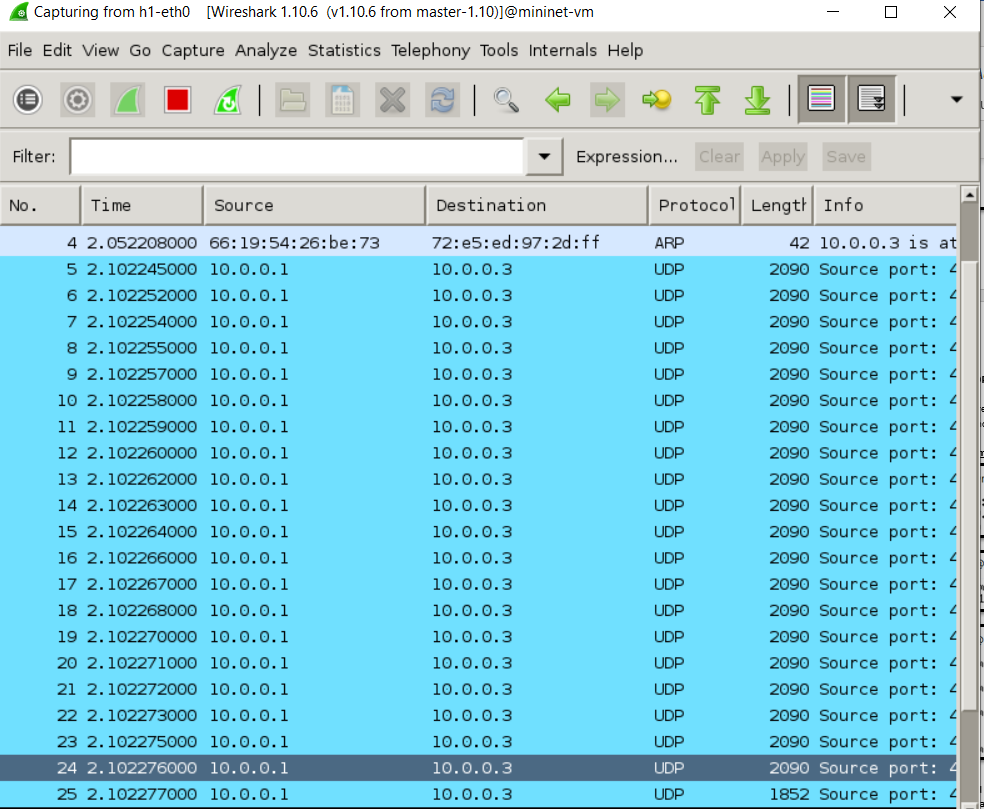 Capturing from h1-eth0 [Wireshark 1.10.6 (v1.10.6 from master-1.10)]@mininet-vm
File Edit View Go Capture Analyze Statistics Telephony Tools Internals Help
Filter: Expression... Clear Apply Save
No. Time Source Destination Protocol Length Info
4 2.052208000 66:19:54:26:be:73 72:e5:ed:97:2d:ff ARP 42 10.0.0.3 is at
5 2.102245000 10.0.0.1 10.0.0.3 UDP 2090 Source port: 4
6 2.102252000 10.0.0.1 10.0.0.3 UDP 2090 Source port: 4
7 2.102254000 10.0.0.1 10.0.0.3 UDP 2090 Source port: 4
8 2.102255000 10.0.0.1 10.0.0.3 UDP 2090 Source port: 4
9 2.102257000 10.0.0.1 10.0.0.3 UDP 2090 Source port: 4
10 2.102258000 10.0.0.1 10.0.0.3 UDP 2090 Source port: 4
11 2.102259000 10.0.0.1 10.0.0.3 UDP 2090 Source port: 4
12 2.102260000 10.0.0.1 10.0.0.3 UDP 2090 Source port: 4
13 2.102262000 10.0.0.1 10.0.0.3 UDP 2090 Source port: 4
14 2.102263000 10.0.0.1 10.0.0.3 UDP 2090 Source port: 4
15 2.102264000 10.0.0.1 10.0.0.3 UDP 2090 Source port: 4
16 2.102266000 10.0.0.1 10.0.0.3 UDP 2090 Source port: 4
17 2.102267000 10.0.0.1 10.0.0.3 UDP 2090 Source port: 4
18 2.102268000 10.0.0.1 10.0.0.3 UDP 2090 Source port: 4
19 2.102270000 10.0.0.1 10.0.0.3 UDP 2090 Source port: 4
20 2.102271000 10.0.0.1 10.0.0.3 UDP 2090 Source port: 4
21 2.102272000 10.0.0.1 10.0.0.3 UDP 2090 Source port: 4
22 2.102273000 10.0.0.1 10.0.0.3 UDP 2090 Source port: 4
23 2.102275000 10.0.0.1 10.0.0.3 UDP 2090 Source port: 4
24 2.102276000 10.0.0.1 10.0.0.3 UDP 2090 Source port: 4
25 2.102277000 10.0.0.1 10.0.0.3 UDP 1852 Source port: 4